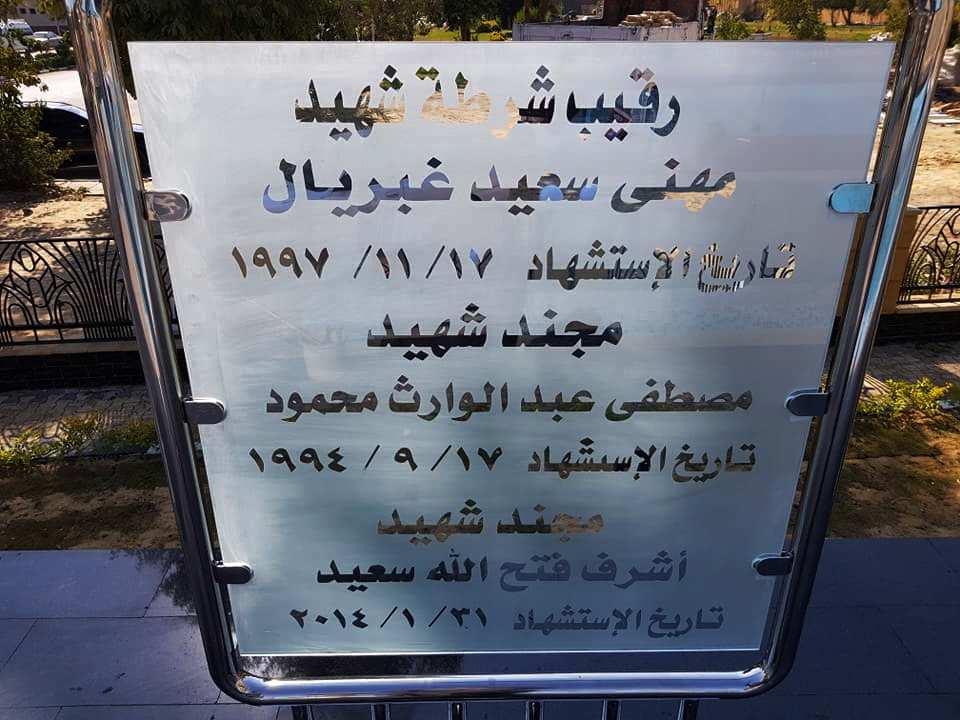 رقيب شرطة شهيد
مهنى سعيد غبريال
تاريخ الإستشهاد ١٧/ ١١/ ١٩٩٧
مجند شهيد
مصطفى عبد الوارث محمود
تاريخ الإستشهاد ١٧/ ٩/ ١٩٩٤
مجند شهيد
أشرف فتح الله سعيد
تاريخ الإستشهاد ٣١/ ١/ ٢٠١٤